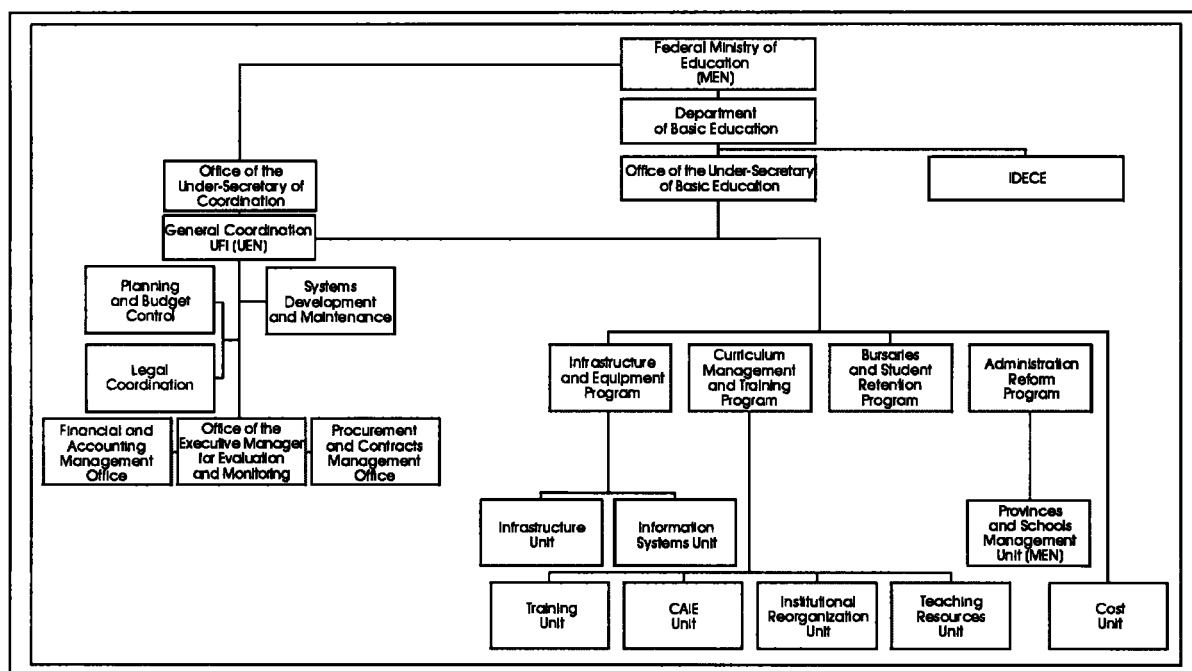 Federal Ministry of
Education
(MEN)
Department
of Basic Education
Office of the
Under-Secretary of
Coordination
Office of the Under-Secretary
of Basic Education
IDECE
General Coordination
UFI (UEN)
Planning
and Budget
Control
Systems
Development
and Maintenance
Legal
Coordination
Infrastructure
and Equipment
Program
Curriculum
Management
and Training
Program
Bursaries
and Student
Retention
Program
Administration
Reform
Program
Financial and
Accounting
Management
Office
Office of the
Executive Manager
for Evaluation
and Monitoring
Procurement
and Contracts
Management
Office
Infrastructure
Unit
Information
Systems Unit
Provinces
and Schools
Management
Unit (MEN)
Training
Unit
CAIE
Unit
Institutional
Reorganization
Unit
Teaching
Resources
Unit
Cost
Unit